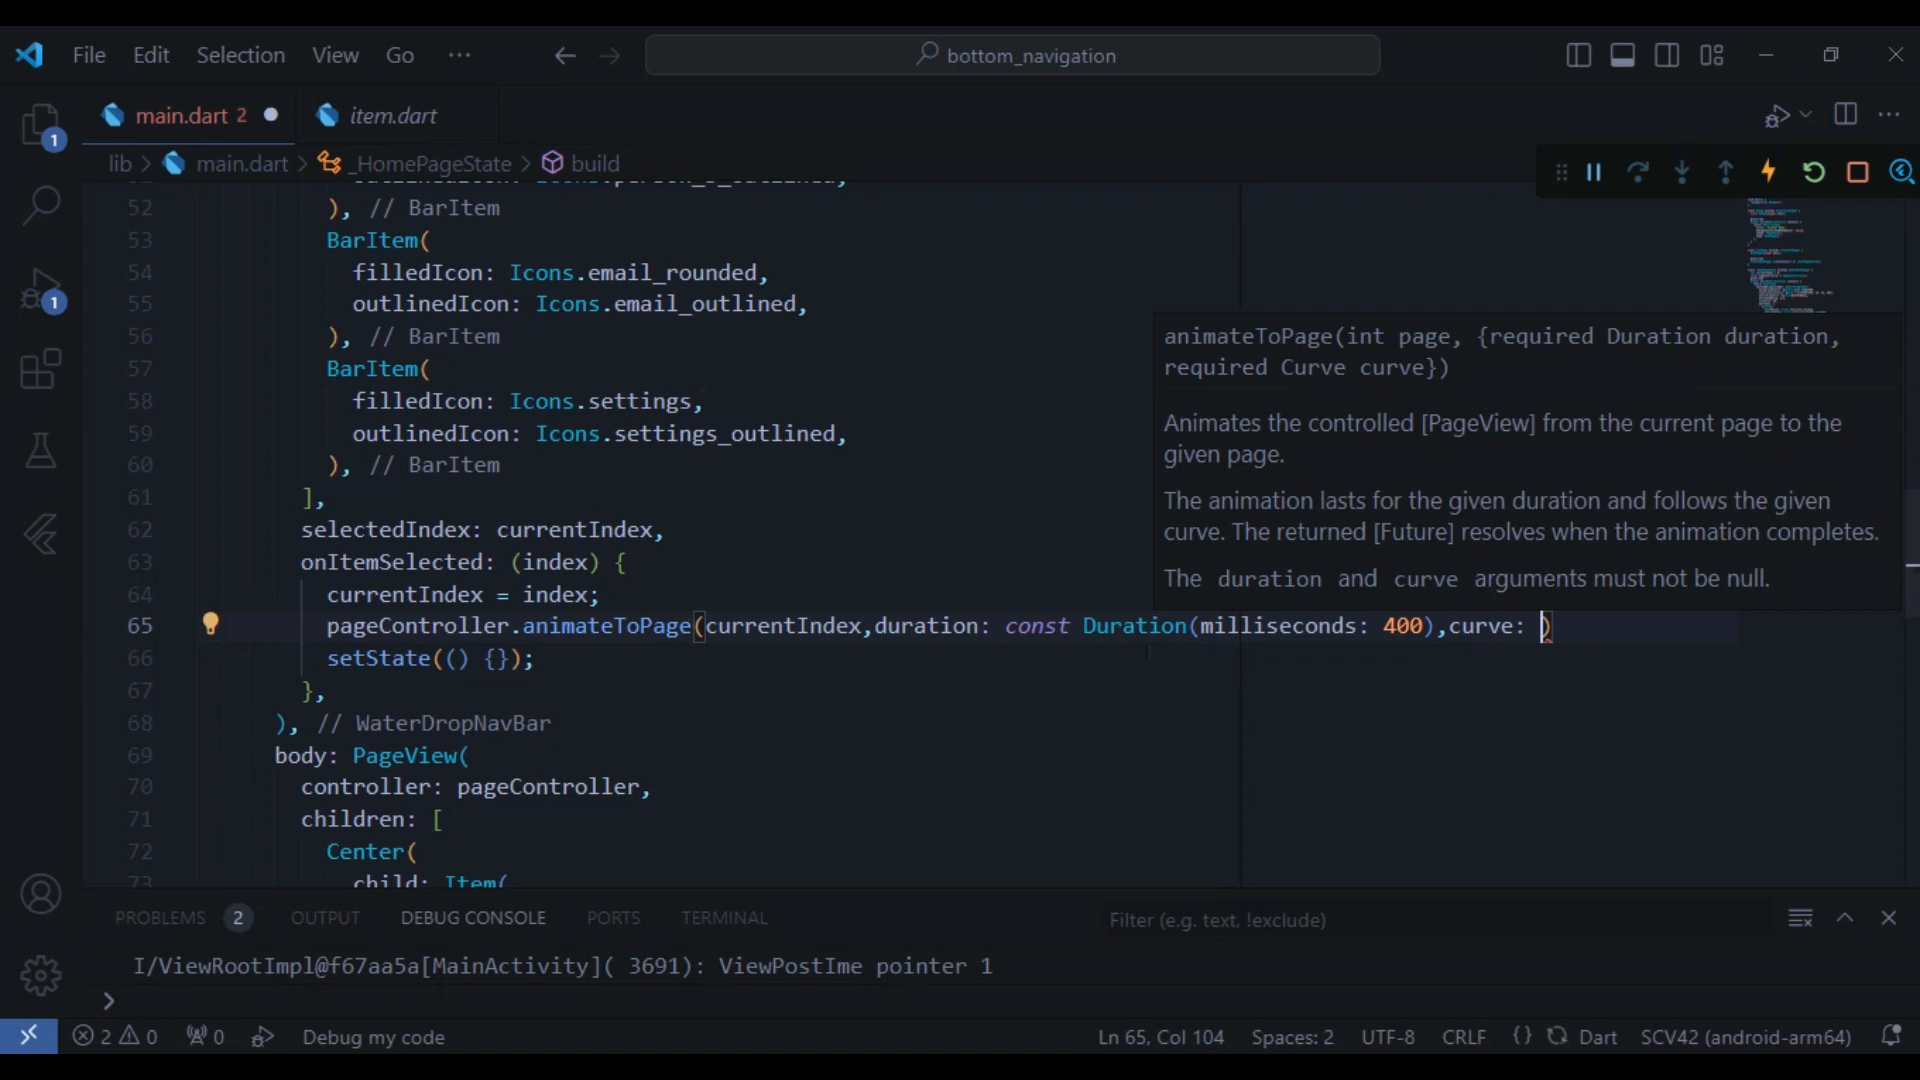 File Edit Selection View Go ··· bottom_navigation
main.dart 2 item.dart
lib > main.dart > _HomePageState > build
52 ), // BarItem
53 BarItem(
54 filledIcon: Icons.email_rounded,
55 outlinedIcon: Icons.email_outlined,
56 ), // BarItem
57 BarItem(
58 filledIcon: Icons.settings,
59 outlinedIcon: Icons.settings_outlined,
60 ), // BarItem
61 ],
62 selectedIndex: currentIndex,
63 onItemSelected: (index) {
64 currentIndex = index;
65 pageController.animateToPage(currentIndex,duration: const Duration(milliseconds: 400),curve: )
66 setState(() {});
67 },
68 ), // WaterDropNavBar
69 body: PageView(
70 controller: pageController,
71 children: [
72 Center(
73 child: Item(
animateToPage(int page, {required Duration duration,
required Curve curve})
Animates the controlled [PageView] from the current page to the
given page.
The animation lasts for the given duration and follows the given
curve. The returned [Future] resolves when the animation completes.
The duration and curve arguments must not be null.
1
1
PROBLEMS 2 OUTPUT DEBUG CONSOLE PORTS TERMINAL Filter (e.g. text, !exclude)
I/ViewRootImpl@f67aa5a[MainActivity]( 3691): ViewPostIme pointer 1
>
2 0 0 Debug my code Ln 65, Col 104 Spaces: 2 UTF-8 CRLF {} Dart SCV42 (android-arm64)